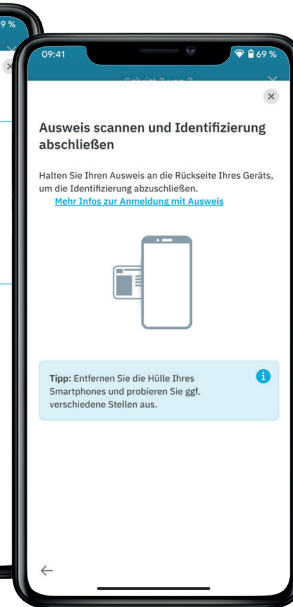 9 %
09:41
69 %
Ausweis scannen und Identifizierung
abschließen
Halten Sie Ihren Ausweis an die Rückseite Ihres Geräts,
um die Identifizierung abzuschließen.
Mehr Infos zur Anmeldung mit Ausweis
Tipp: Entfernen Sie die Hülle Ihres
Smartphones und probieren Sie ggf.
verschiedene Stellen aus.